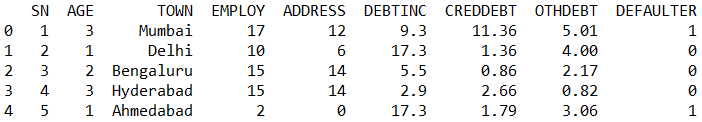 SN AGE TOWN EMPLOY ADDRESS DEBTINC CREDDEBT OTHDEBT DEFAULTER
0 1 3 Mumbai 17 12 9.3 11.36 5.01 1
1 2 1 Delhi 10 6 17.3 1.36 4.00 0
2 3 2 Bengaluru 15 14 5.5 0.86 2.17 0
3 4 3 Hyderabad 15 14 2.9 2.66 0.82 0
4 5 1 Ahmedabad 2 0 17.3 1.79 3.06 1